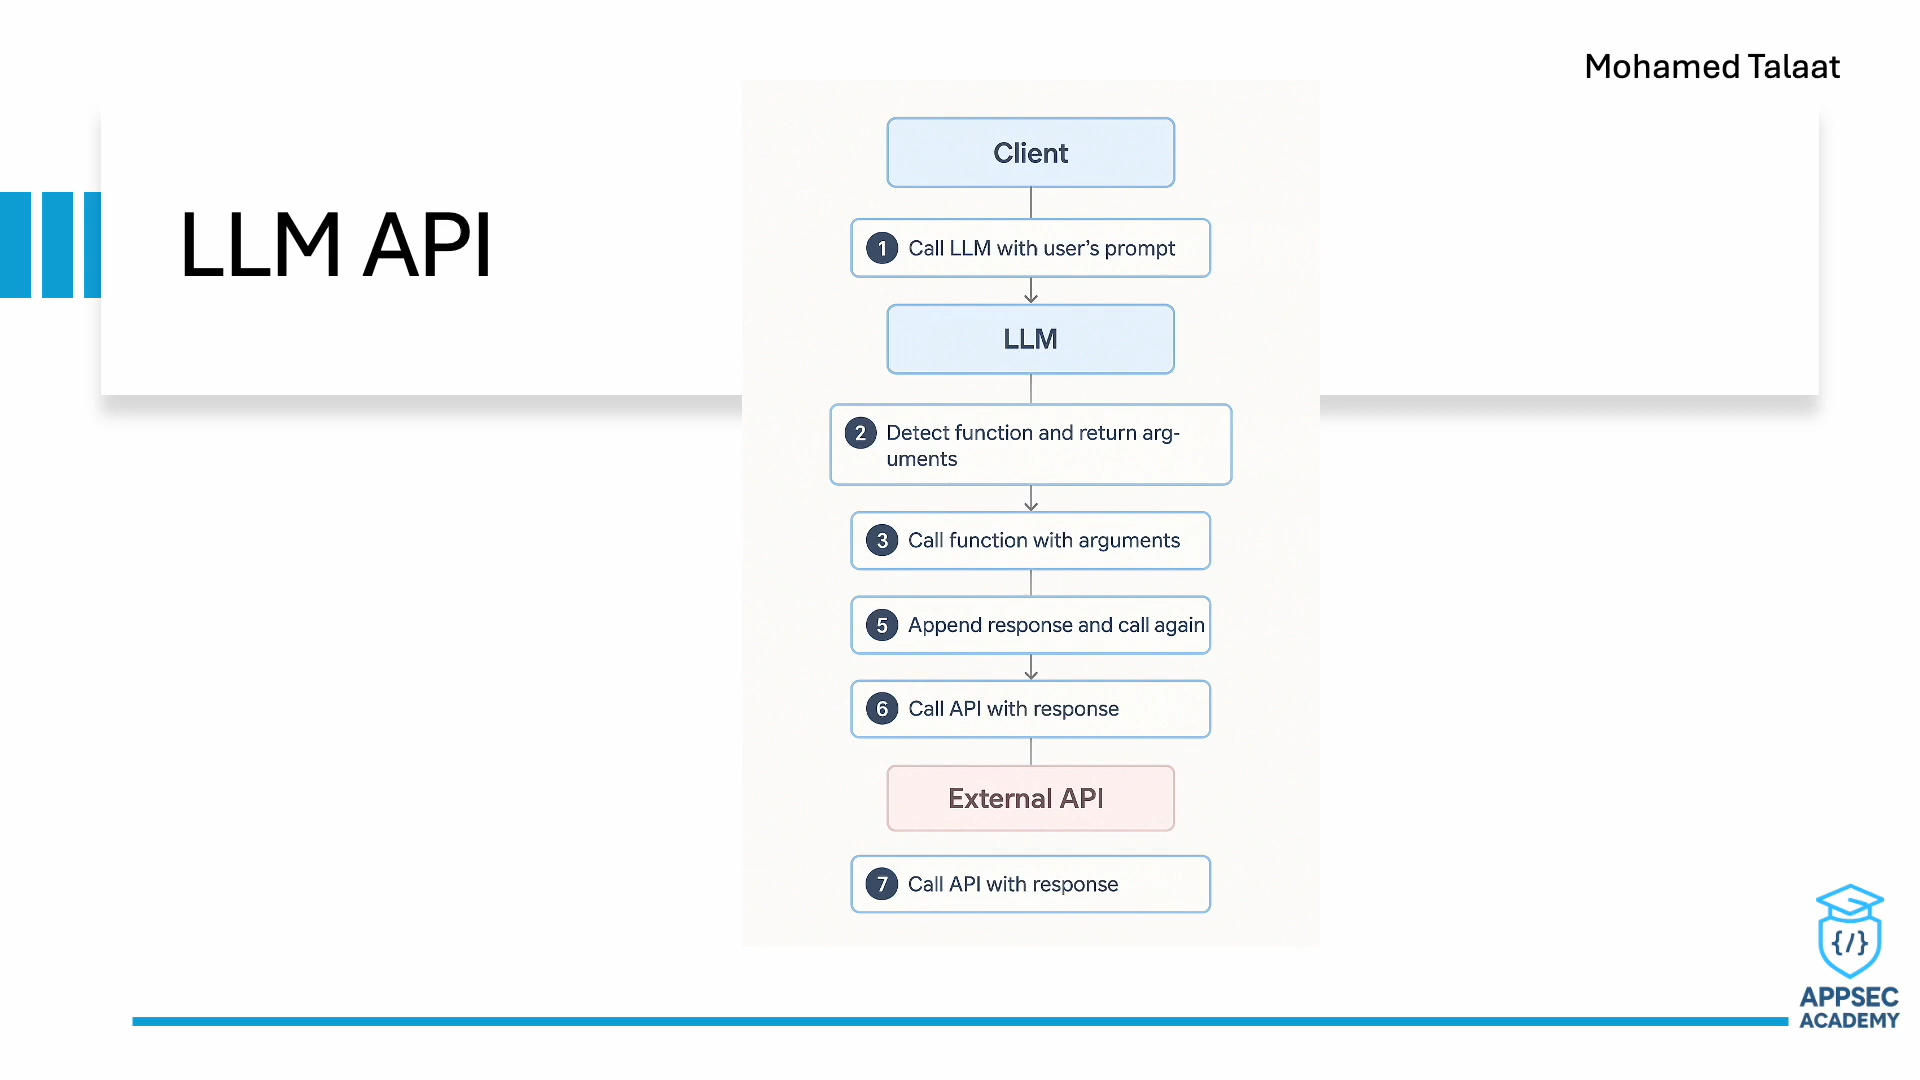 Mohamed Talaat
LLM API
Client
1 Call LLM with user's prompt
LLM
2 Detect function and return arg-
uments
3 Call function with arguments
5 Append response and call again
6 Call API with response
External API
7 Call API with response
{/}
APPSEC
ACADEMY